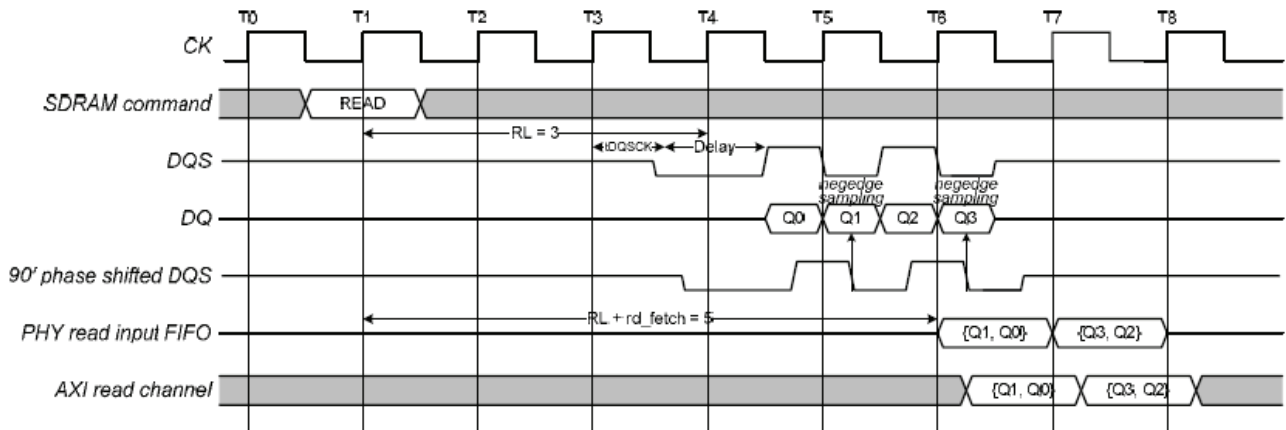 T0 T1 T2 T3 T4 T5 T6 T7 T8
CK
SDRAM command READ
RL = 3
tDQSCK Delay
DQS
negedge sampling negedge sampling
DQ Q0 Q1 Q2 Q3
90' phase shifted DQS
RL + rd_fetch = 5
PHY read input FIFO {Q1, Q0} {Q3, Q2}
AXI read channel {Q1, Q0} {Q3, Q2}